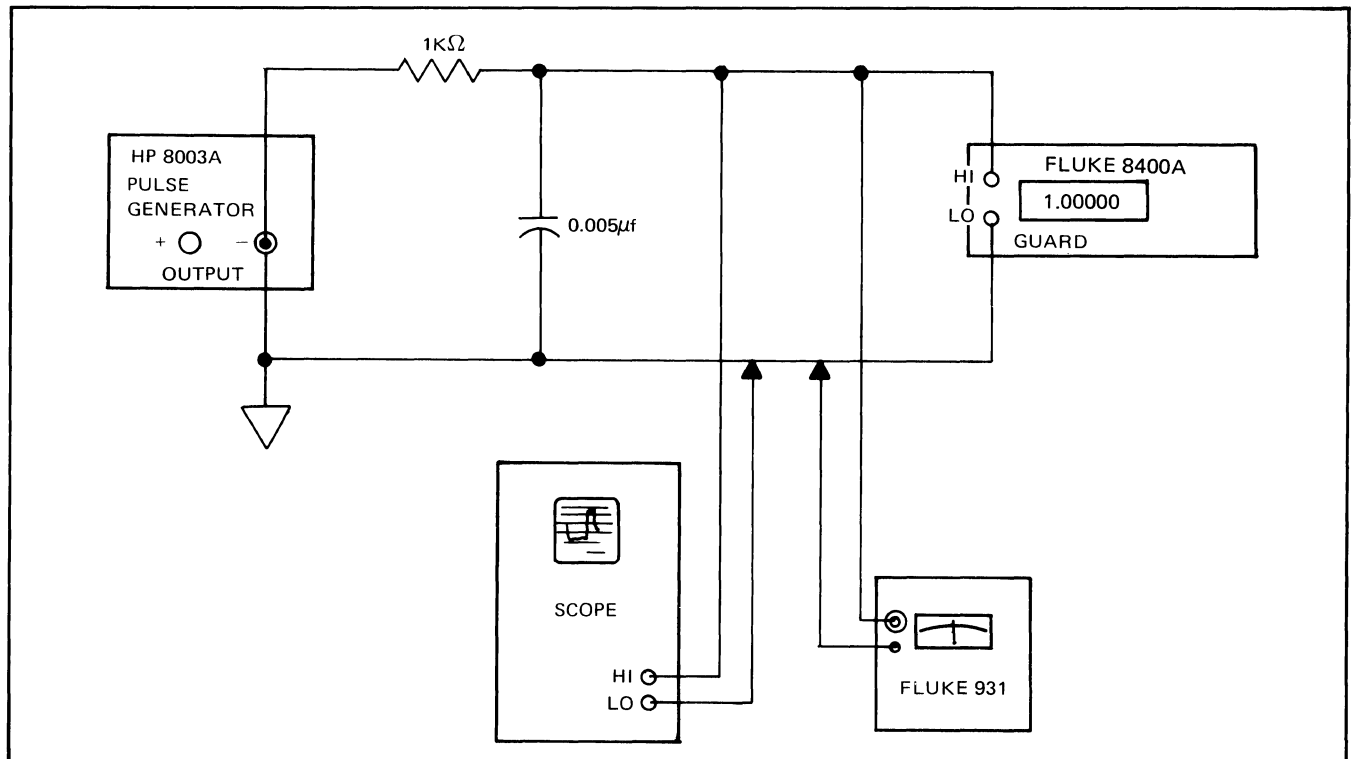 1KΩ
HP 8003A
PULSE
GENERATOR
+ −
OUTPUT
0.005µf
FLUKE 8400A
HI
1.00000
LO
GUARD
SCOPE
HI
LO
FLUKE 931